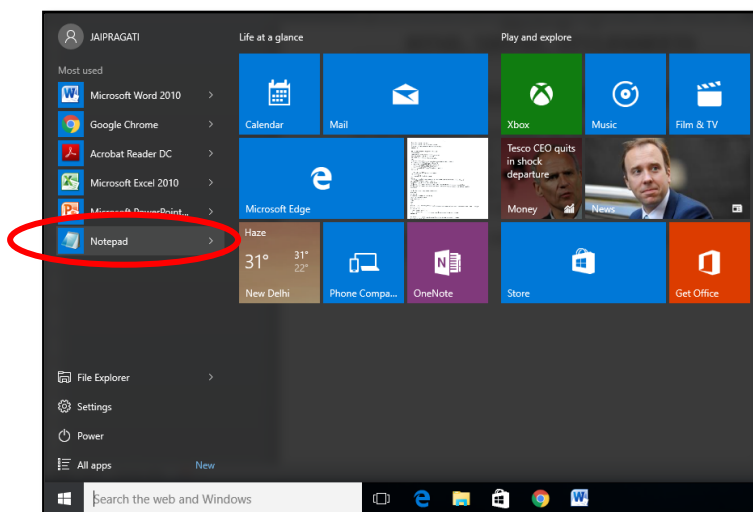 JAIPRAGATI
Life at a glance
Play and explore
Most used
Microsoft Word 2010
Google Chrome
Acrobat Reader DC
Microsoft Excel 2010
Microsoft PowerPoint...
Notepad
Calendar
Mail
Xbox
Music
Film & TV
Microsoft Edge
Tesco CEO quits
in shock
departure
Money
News
Haze
31°
31°
22°
New Delhi
Phone Compa...
OneNote
Store
Get Office
File Explorer
Settings
Power
All apps
New
Search the web and Windows